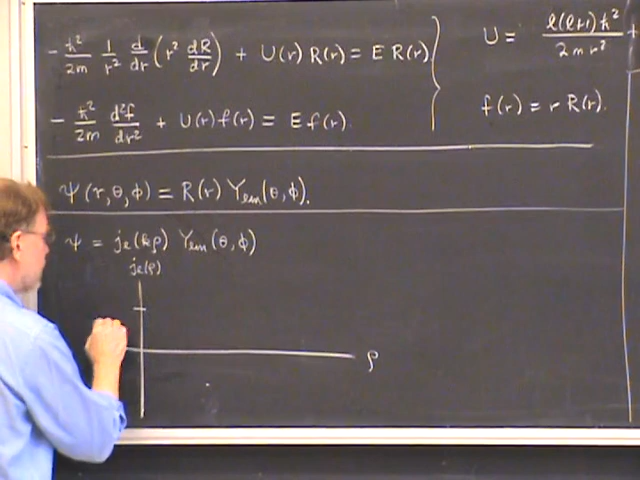 -ħ²/2m 1/r² d/dr (r² dR/dr) + U(r) R(r) = E R(r)
U = l(l+1)ħ²/2mr² +
-ħ²/2m d²f/dr² + U(r) f(r) = E f(r).
f(r) = r R(r).
Ψ(r,θ,ϕ) = R(r) Yₗₘ(θ,ϕ).
Ψ = jₗ(kρ) Yₗₘ(θ,ϕ)
jₗ(ρ)
ρ